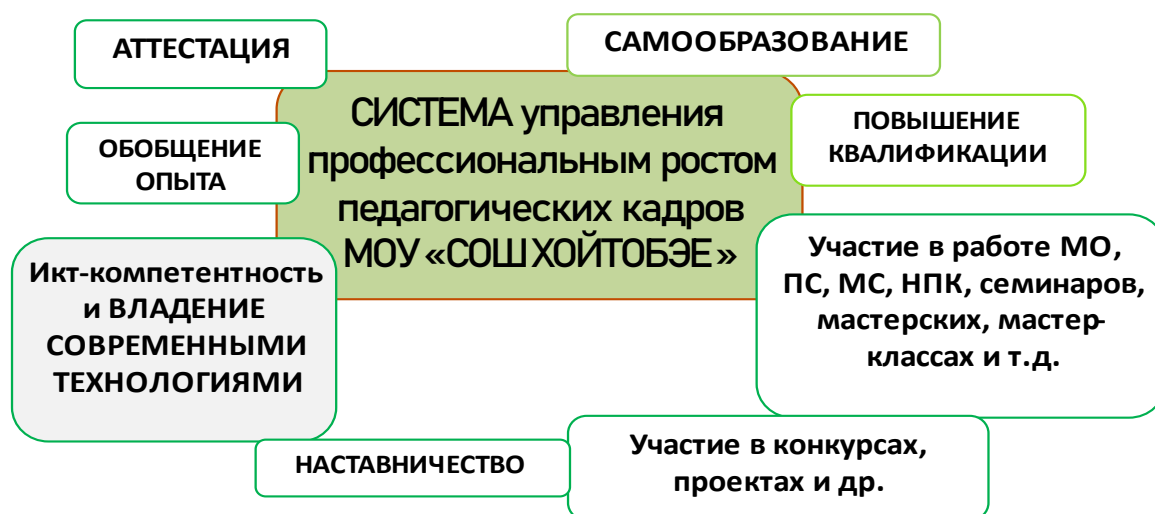 АТТЕСТАЦИЯ
САМООБРАЗОВАНИЕ
СИСТЕМА управления
профессиональным ростом
педагогических кадров
МОУ «СОШ ХОЙТОБЭЕ»
ОБОБЩЕНИЕ
ОПЫТА
ПОВЫШЕНИЕ
КВАЛИФИКАЦИИ
Икт-компетентность
и ВЛАДЕНИЕ
СОВРЕМЕННЫМИ
ТЕХНОЛОГИЯМИ
Участие в работе МО,
ПС, МС, НПК, семинаров,
мастерских, мастер-
классах и т.д.
НАСТАВНИЧЕСТВО
Участие в конкурсах,
проектах и др.